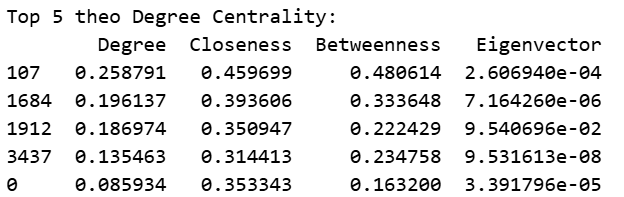 Top 5 theo Degree Centrality:
Degree Closeness Betweenness Eigenvector
107 0.258791 0.459699 0.480614 2.606940e-04
1684 0.196137 0.393606 0.333648 7.164260e-06
1912 0.186974 0.350947 0.222429 9.540696e-02
3437 0.135463 0.314413 0.234758 9.531613e-08
0 0.085934 0.353343 0.163200 3.391796e-05